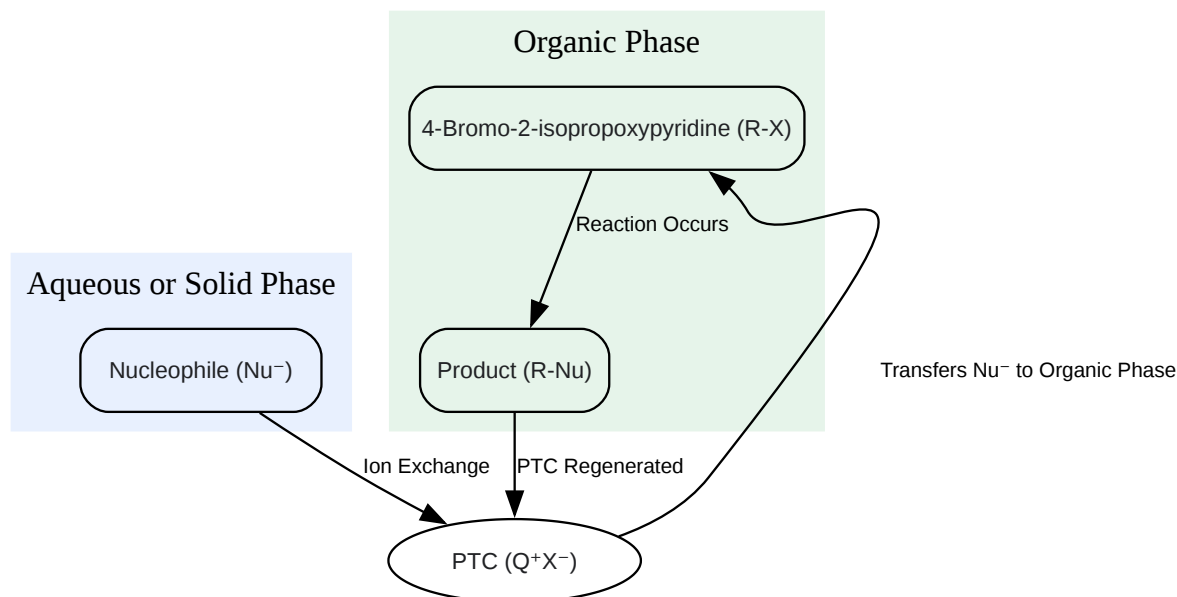 Organic Phase
4-Bromo-2-isopropoxypyridine (R-X)
Reaction Occurs
Aqueous or Solid Phase
Nucleophile (Nu⁻)
Product (R-Nu)
Transfers Nu⁻ to Organic Phase
Ion Exchange
PTC Regenerated
PTC (Q⁺X⁻)